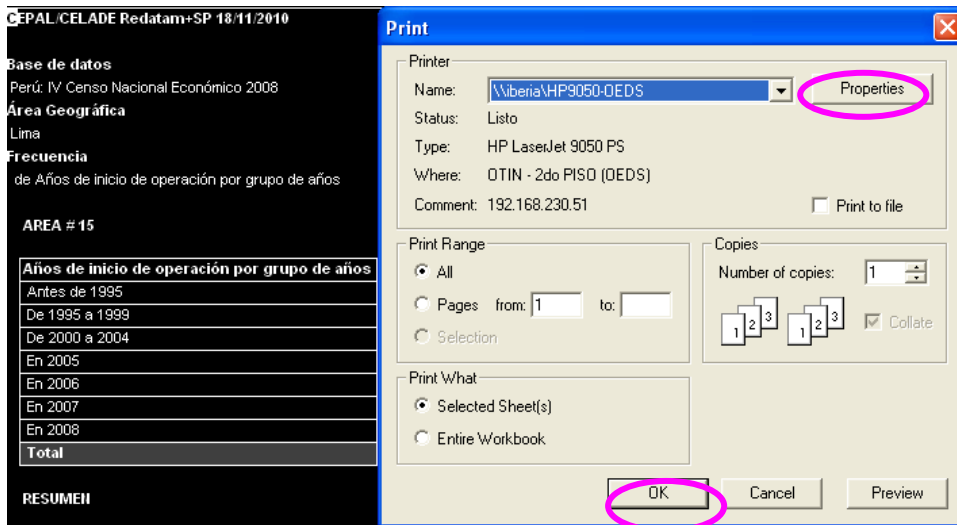 CEPAL/CELADE Redatam+SP 18/11/2010
Base de datos
Perú: IV Censo Nacional Económico 2008
Área Geográfica
Lima
Frecuencia
de Años de inicio de operación por grupo de años
AREA # 15
Años de inicio de operación por grupo de años
Antes de 1995
De 1995 a 1999
De 2000 a 2004
En 2005
En 2006
En 2007
En 2008
Total
RESUMEN
Print
Printer
Name: \\iberia\HP9050-OEDS Properties
Status: Listo
Type: HP LaserJet 9050 PS
Where: OTIN - 2do PISO (OEDS)
Comment: 192.168.230.51 Print to file
Print Range
All
Pages from: 1 to:
Selection
Copies
Number of copies: 1
1 2 3 1 2 3 Collate
Print What
Selected Sheet(s)
Entire Workbook
OK Cancel Preview